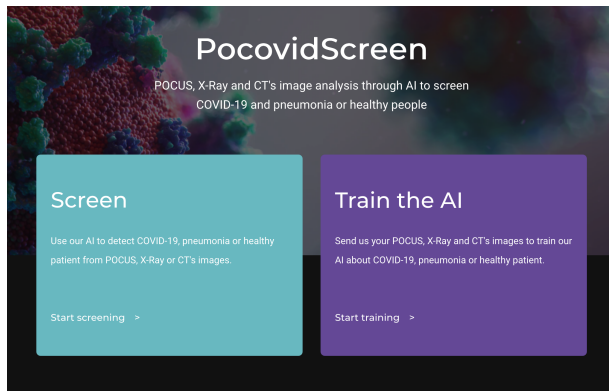 PocovidScreen
POCUS, X-Ray and CT's image analysis through AI to screen
COVID-19 and pneumonia or healthy people
Screen
Use our AI to detect COVID-19, pneumonia or healthy
patient from POCUS, X-Ray or CT's images.
Start screening >
Train the AI
Send us your POCUS, X-Ray and CT's images to train our
AI about COVID-19, pneumonia or healthy patient.
Start training >